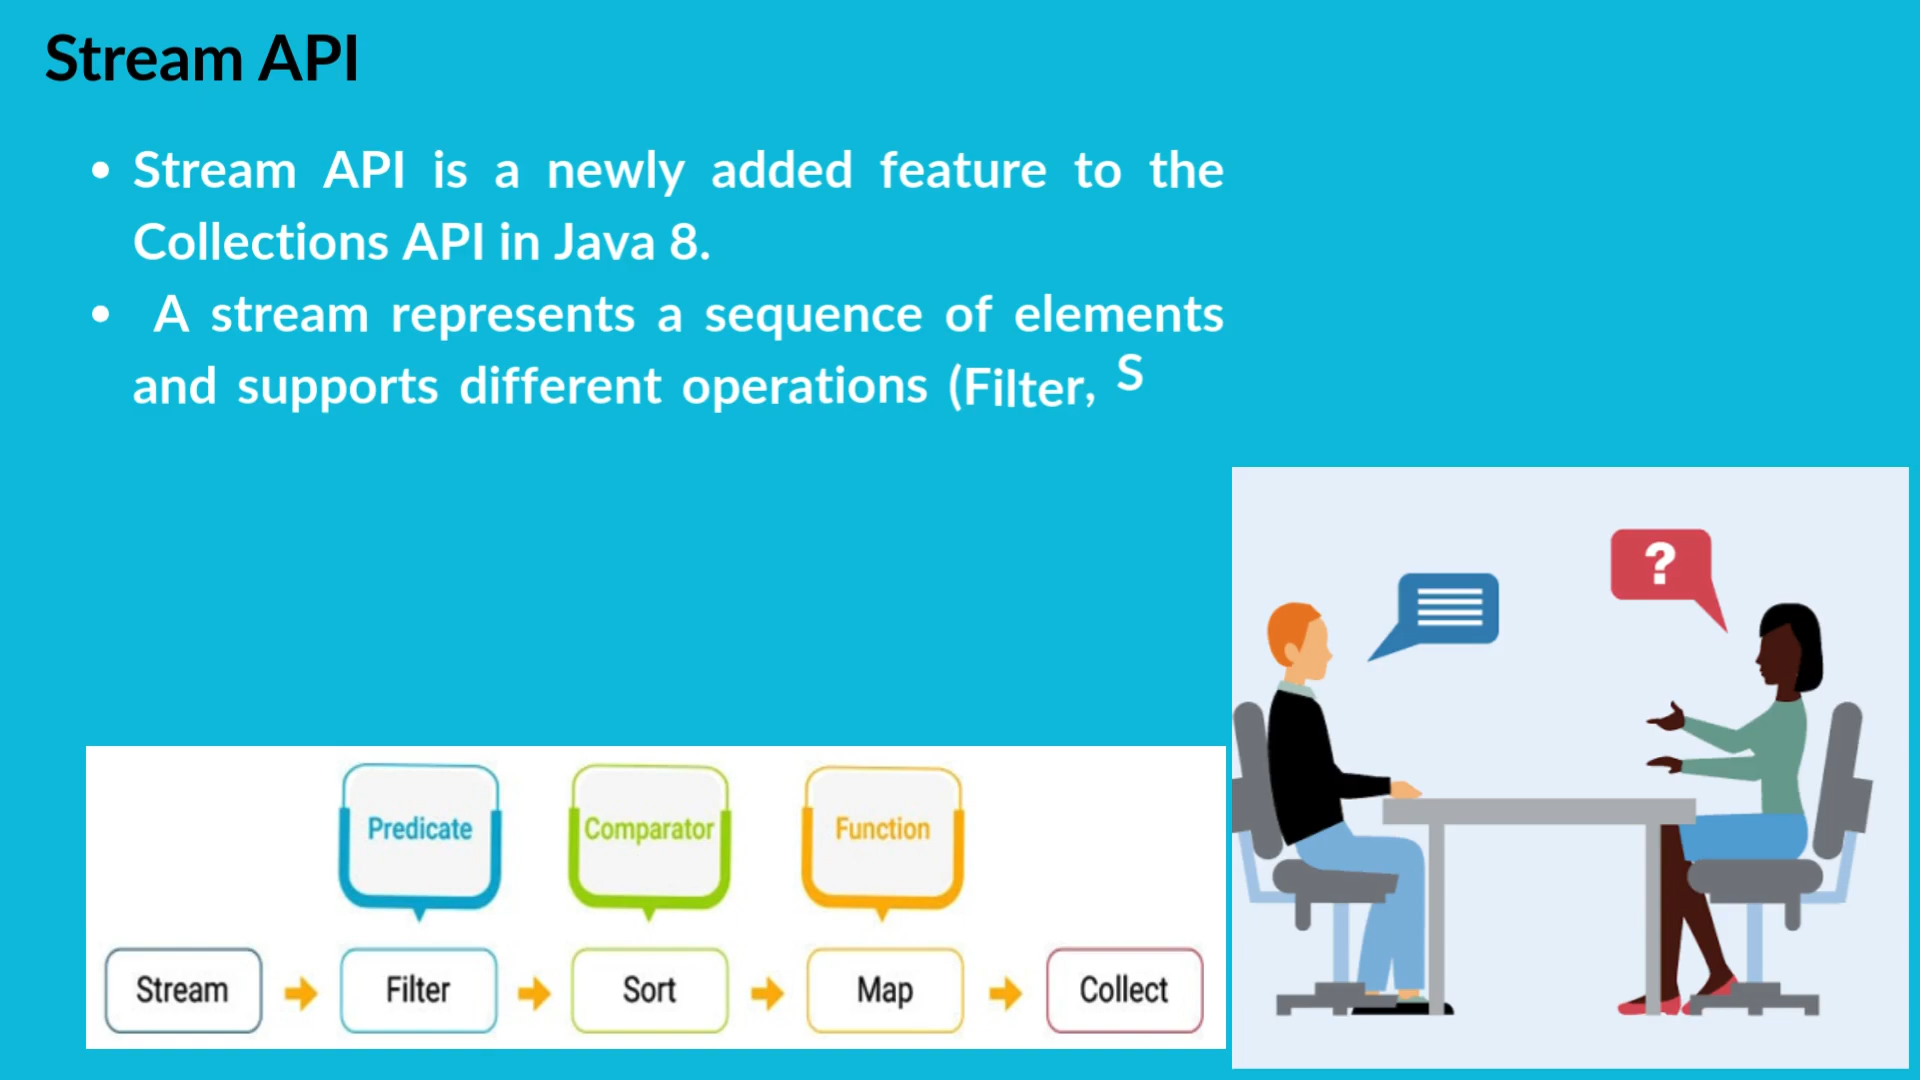 Stream API
• Stream API is a newly added feature to the
Collections API in Java 8.
• A stream represents a sequence of elements
and supports different operations (Filter, S
?
Predicate Comparator Function
Stream Filter Sort Map Collect